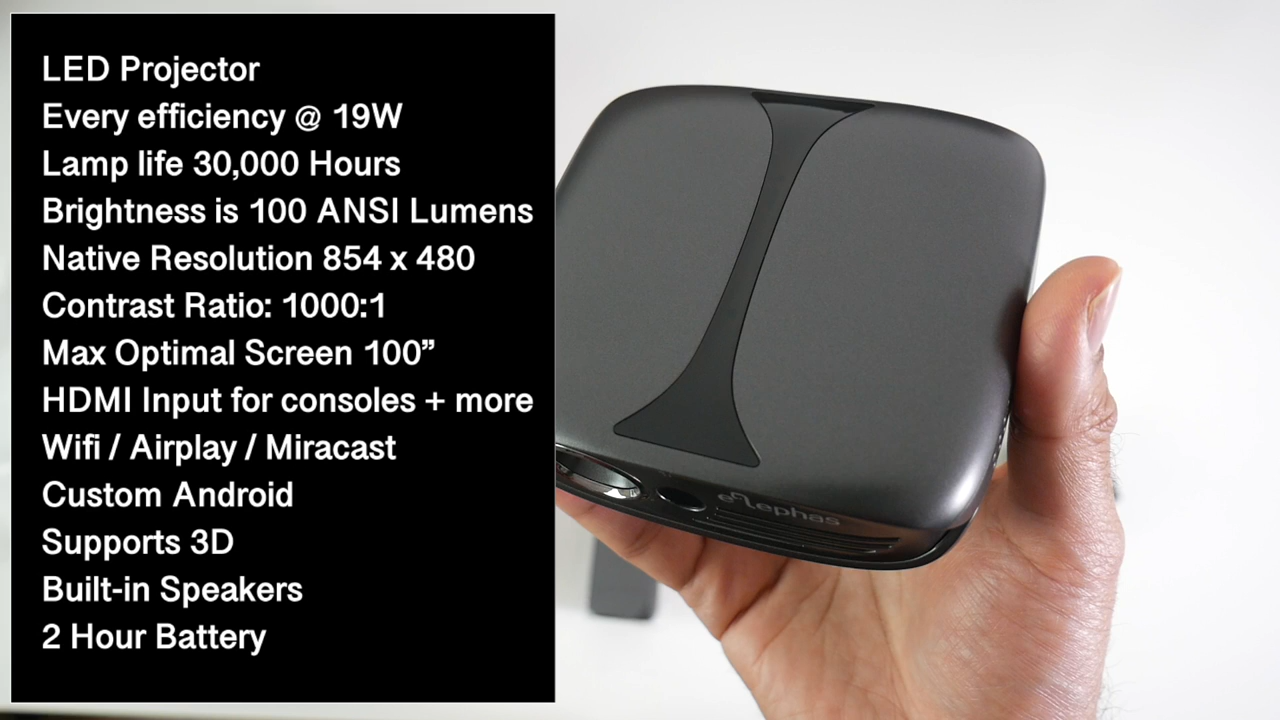 LED Projector
Every efficiency @ 19W
Lamp life 30,000 Hours
Brightness is 100 ANSI Lumens
Native Resolution 854 x 480
Contrast Ratio: 1000:1
Max Optimal Screen 100”
HDMI Input for consoles + more
Wifi / Airplay / Miracast
Custom Android
Supports 3D
Built-in Speakers
2 Hour Battery
elephas